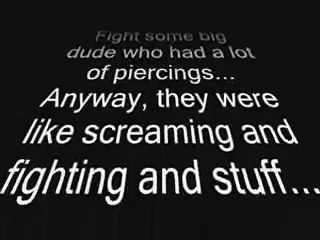 Fight some big
dude who had a lot
of piercings...
Anyway, they were
like screaming and
fighting and stuff...